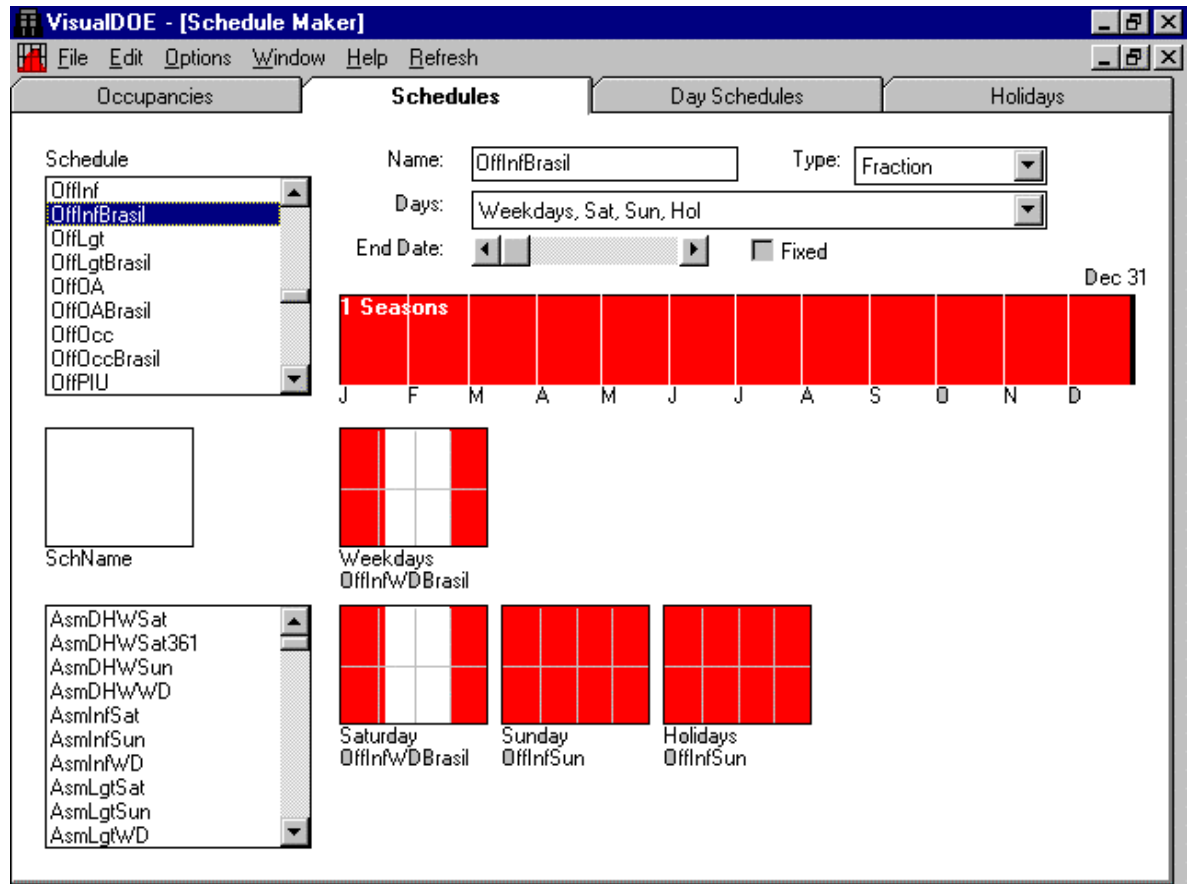 VisualDOE - [Schedule Maker]
File Edit Options Window Help Refresh
Occupancies Schedules Day Schedules Holidays
Schedule
OffInf
OffInfBrasil
OffLgt
OffLgtBrasil
OffOA
OffOABrasil
OffOcc
OffOccBrasil
OffPIU
Name: OffInfBrasil Type: Fraction
Days: Weekdays, Sat, Sun, Hol
End Date: Fixed
Dec 31
1 Seasons
J F M A M J J A S O N D
SchName
Weekdays
OffInfWDBrasil
AsmDHWSat
AsmDHWSat361
AsmDHWSun
AsmDHWWD
AsmInfSat
AsmInfSun
AsmInfWD
AsmLgtSat
AsmLgtSun
AsmLgtWD
Saturday Sunday Holidays
OffInfWDBrasil OffInfSun OffInfSun